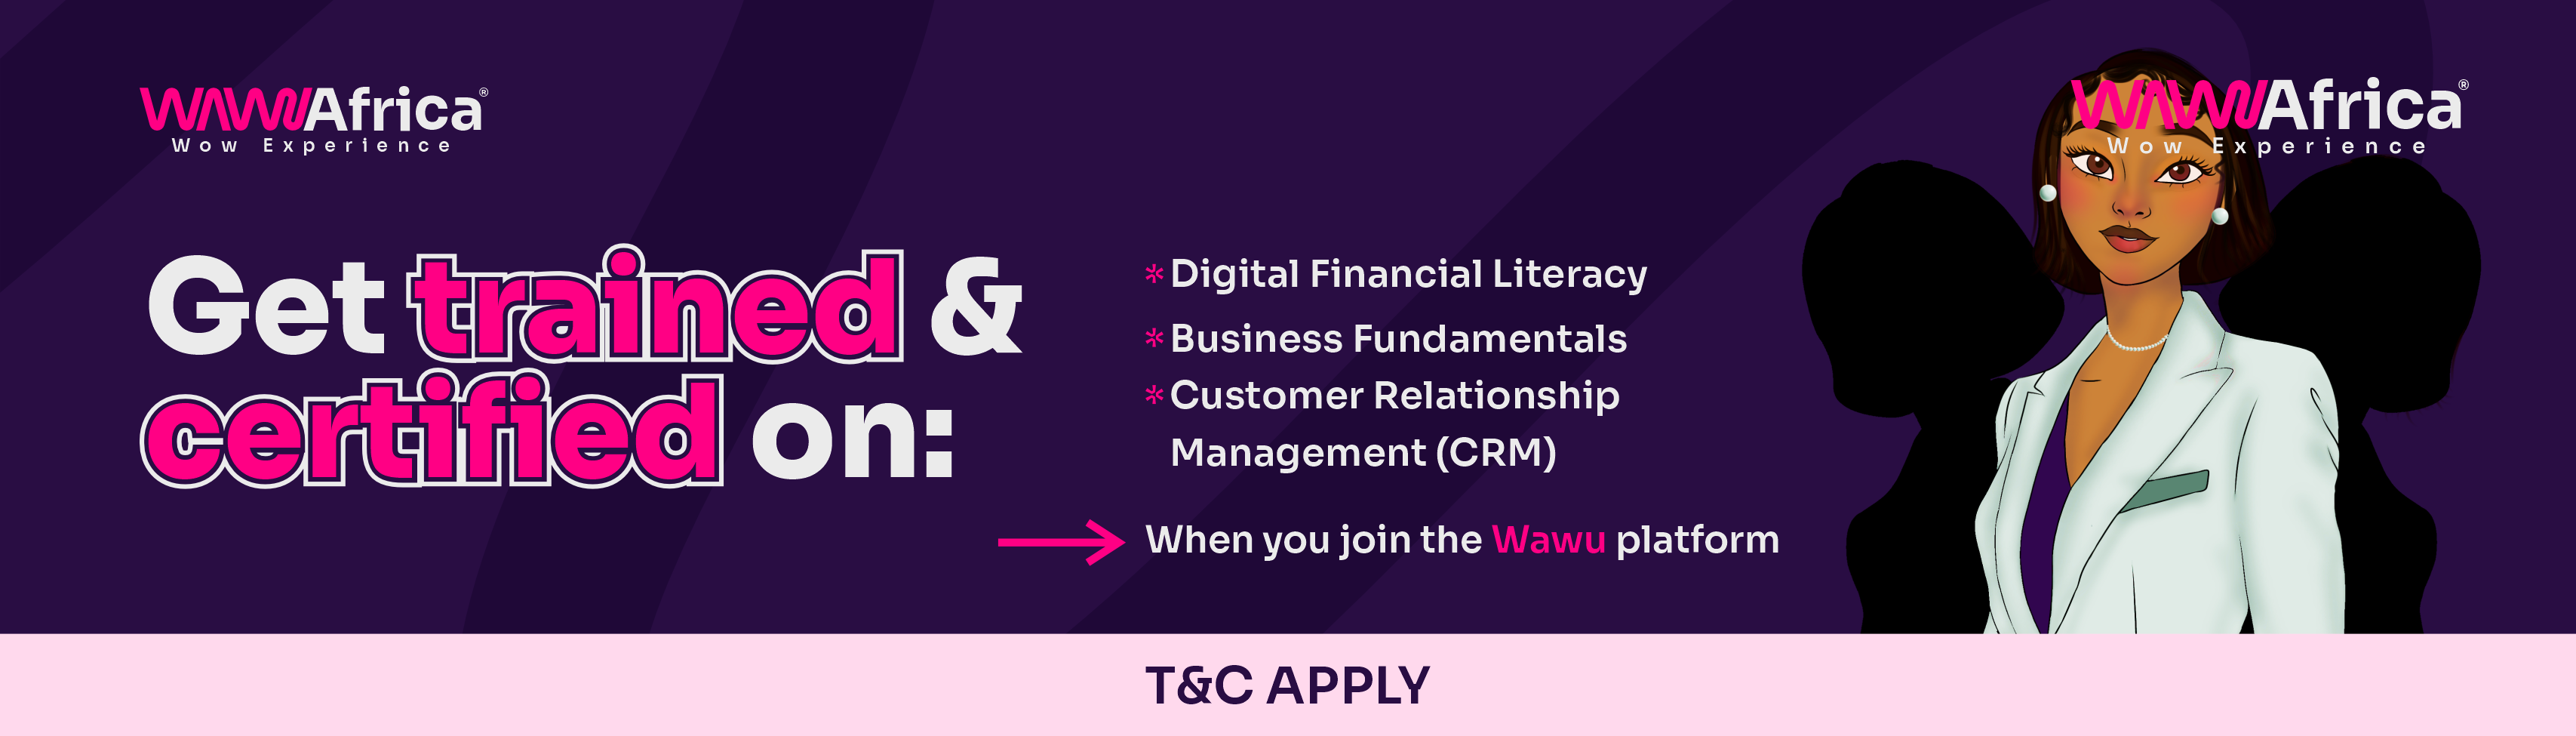 WAWUAfrica®
Wow Experience
WAWUAfrica®
Wow Experience
Get trained &
certified on:
* Digital Financial Literacy
* Business Fundamentals
* Customer Relationship
Management (CRM)
When you join the Wawu platform
T&C APPLY